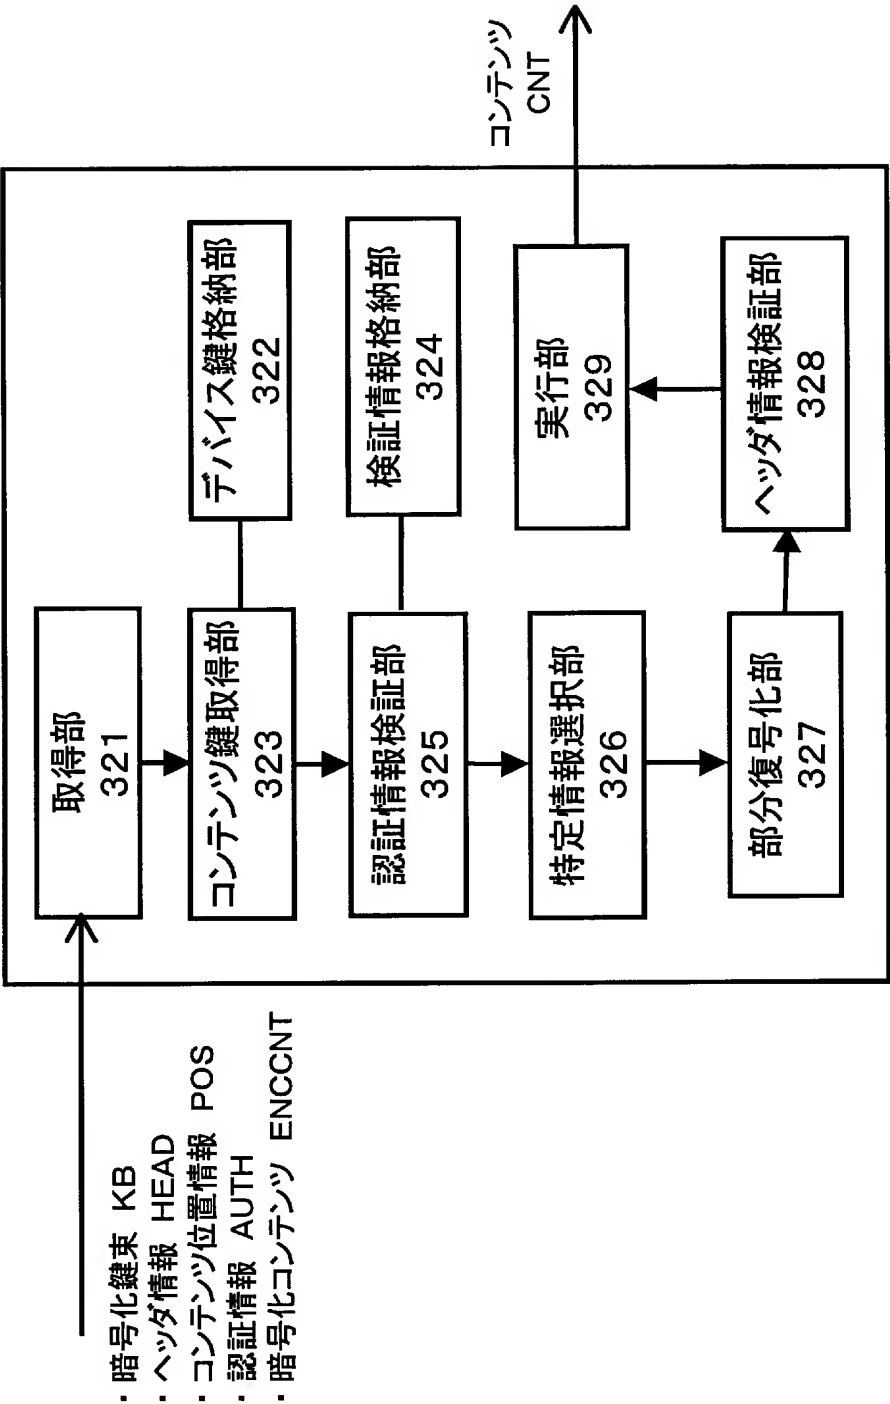 ・暗号化鍵束 KB
・ヘッダ情報 HEAD
・コンテンツ位置情報 POS
・認証情報 AUTH
・暗号化コンテンツ ENCCNT
取得部
321
コンテンツ鍵取得部
323
デバイス鍵格納部
322
認証情報検証部
325
検証情報格納部
324
特定情報選択部
326
部分復号化部
327
ヘッダ情報検証部
328
実行部
329
コンテンツ
CNT